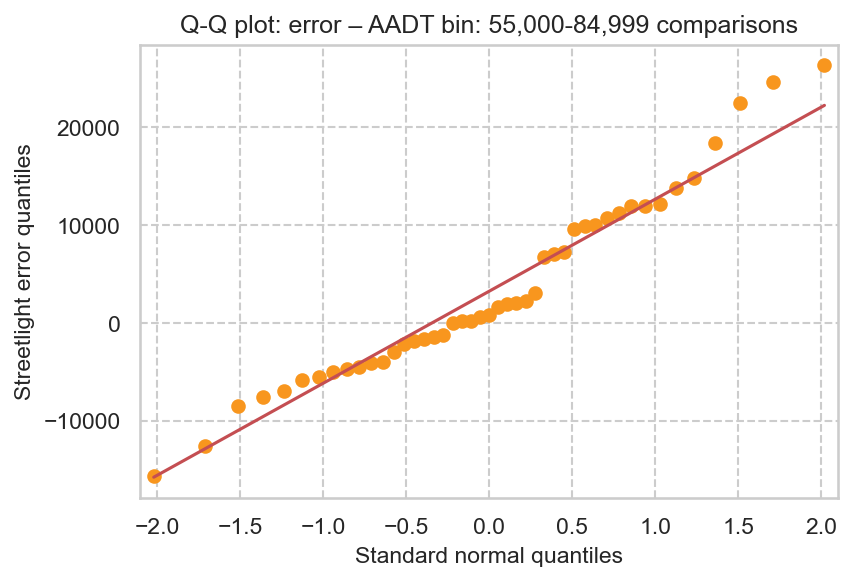 Q-Q plot: error – AADT bin: 55,000-84,999 comparisons
Streetlight error quantiles
20000
10000
0
−10000
−2.0 −1.5 −1.0 −0.5 0.0 0.5 1.0 1.5 2.0
Standard normal quantiles